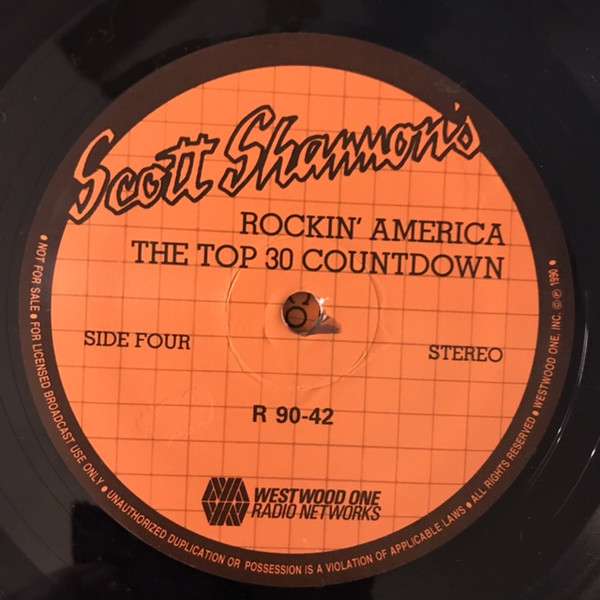 Scott Shannon's
ROCKIN' AMERICA
THE TOP 30 COUNTDOWN
SIDE FOUR
STEREO
R 90-42
WESTWOOD ONE
RADIO NETWORKS
• NOT FOR SALE • FOR LICENSED BROADCAST USE ONLY • UNAUTHORIZED DUPLICATION OR POSSESSION IS A VIOLATION OF APPLICABLE LAWS • ALL RIGHTS RESERVED • WESTWOOD ONE, INC. © ℗ 1990 •